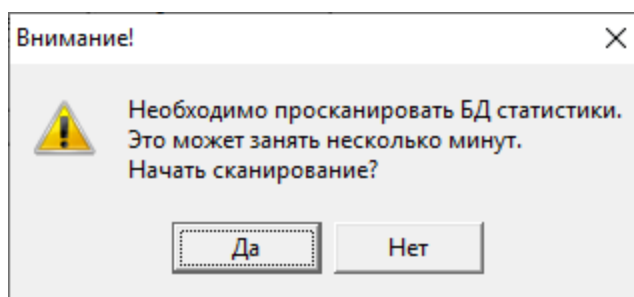 Внимание!
Необходимо просканировать БД статистики.
Это может занять несколько минут.
Начать сканирование?
Да
Нет